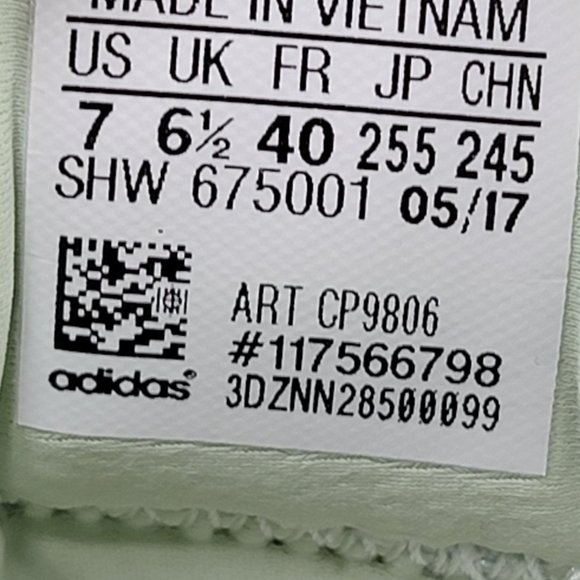 MADE IN VIETNAM
US UK FR JP CHN
7 6½ 40 255 245
SHW 675001 05/17
ART CP9806
#117566798
adidas®
3DZNN28500099